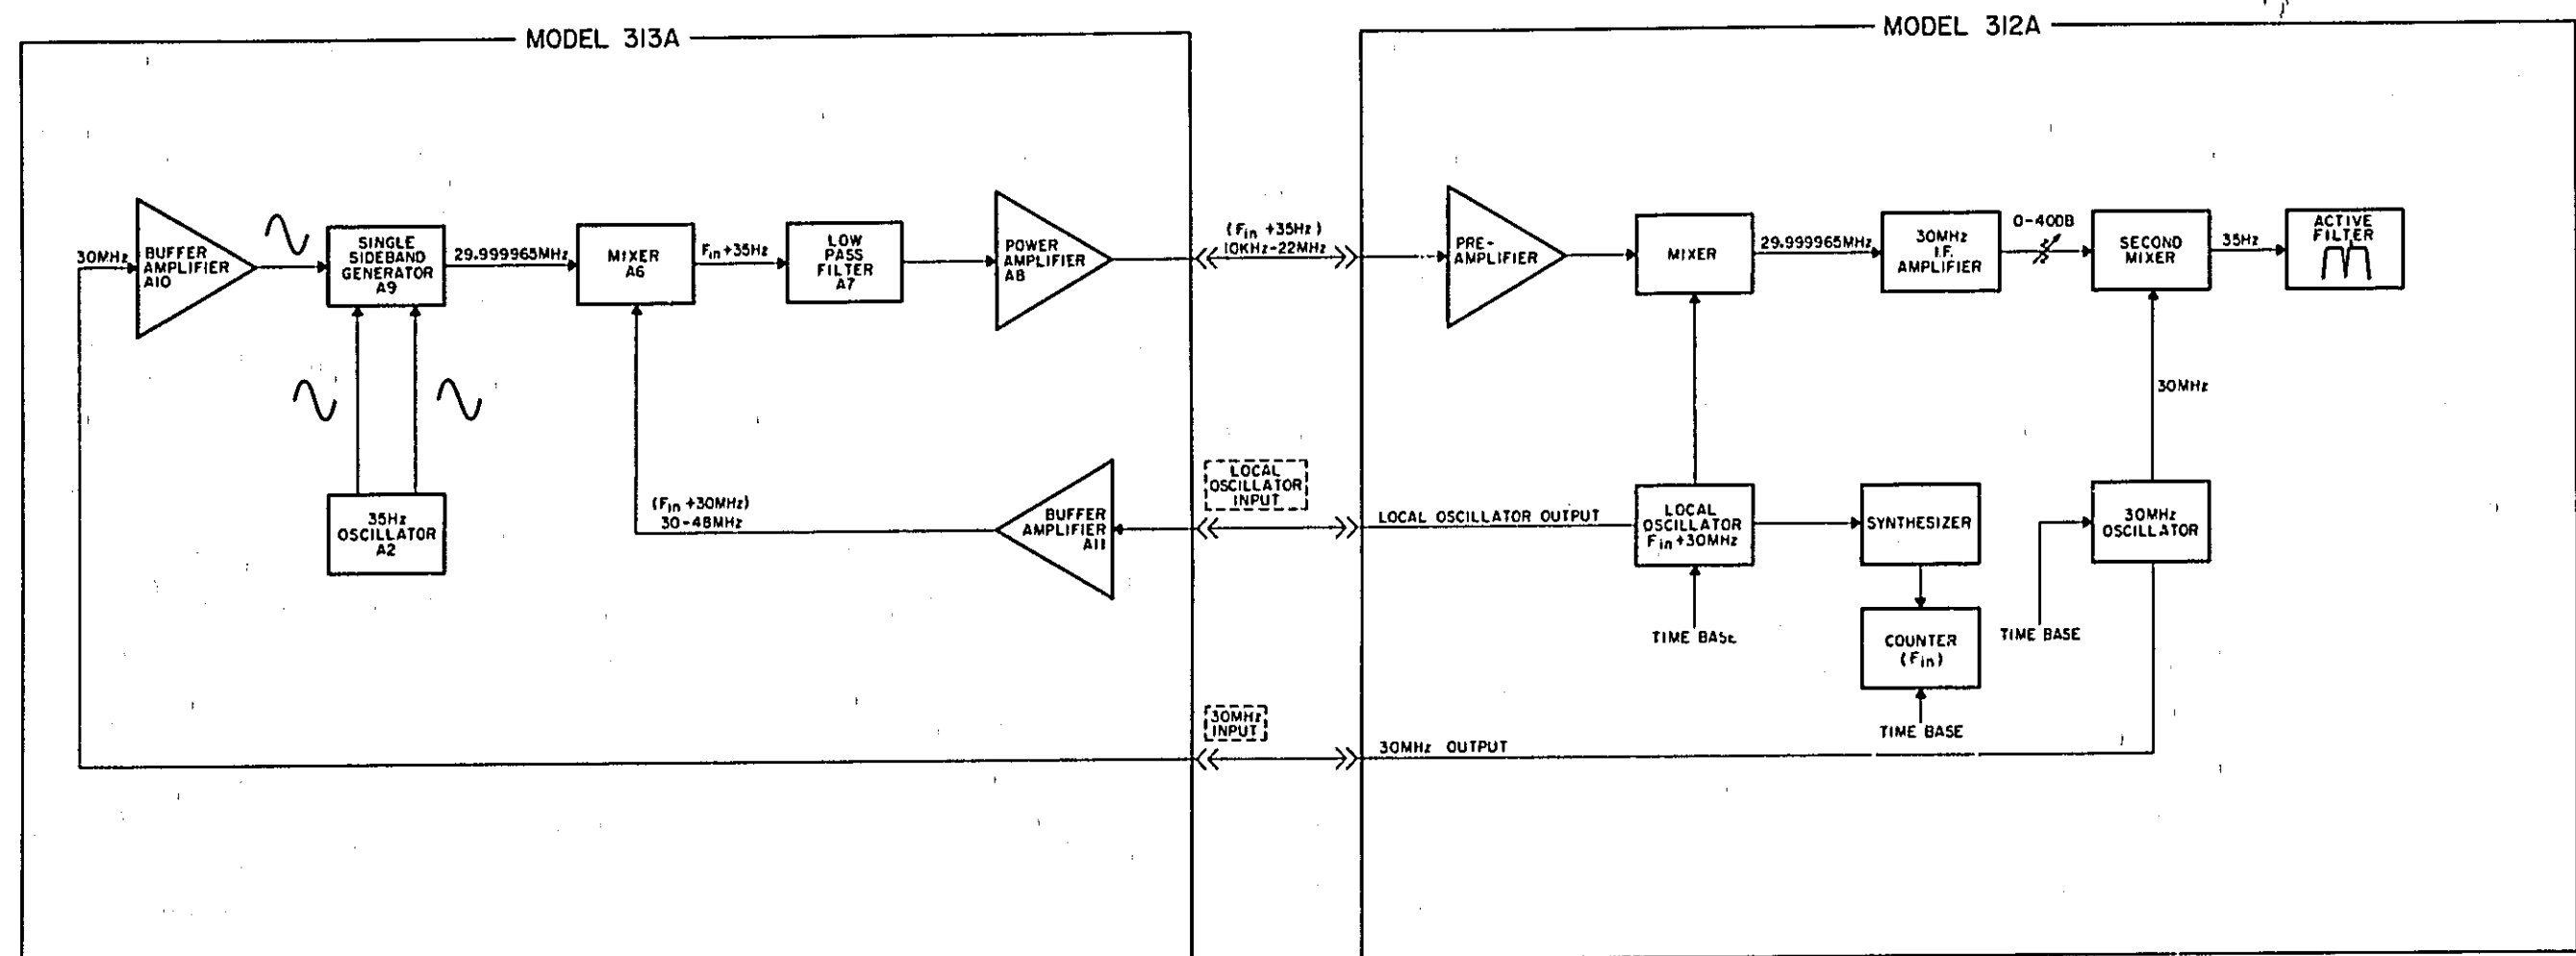 MODEL 313A
MODEL 312A
30MHz
BUFFER
AMPLIFIER
A10
SINGLE
SIDEBAND
GENERATOR
A9
29.999965MHz
MIXER
A6
Fin+35Hz
LOW
PASS
FILTER
A7
POWER
AMPLIFIER
A8
(Fin +35Hz)
10KHz-22MHz
PRE-
AMPLIFIER
MIXER
29.999965MHz
30MHz
I.F.
AMPLIFIER
0-40DB
SECOND
MIXER
35Hz
ACTIVE
FILTER
30MHz
35Hz
OSCILLATOR
A2
(Fin +30MHz)
30-48MHz
BUFFER
AMPLIFIER
A11
LOCAL
OSCILLATOR
INPUT
LOCAL OSCILLATOR OUTPUT
LOCAL
OSCILLATOR
Fin+30MHz
SYNTHESIZER
30MHz
OSCILLATOR
TIME BASE
COUNTER
(Fin)
TIME BASE
TIME BASE
30MHz
INPUT
30MHz OUTPUT